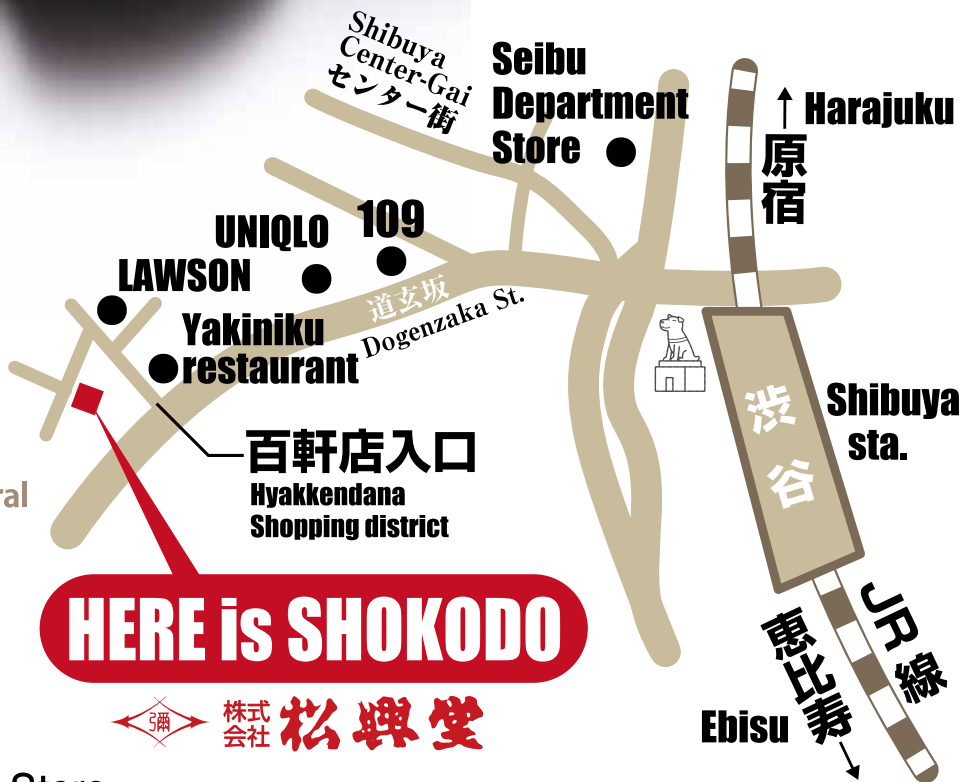 Shibuya
Center-Gai
センター街
Seibu
Department
Store
Harajuku
原宿
UNIQLO
109
LAWSON
道玄坂
Dogenzaka St.
Yakiniku
restaurant
渋谷
Shibuya
sta.
百軒店入口
Hyakkendana
Shopping district
ral
HERE is SHOKODO
JR線
恵比寿
Ebisu
彌
株式
会社
松興堂